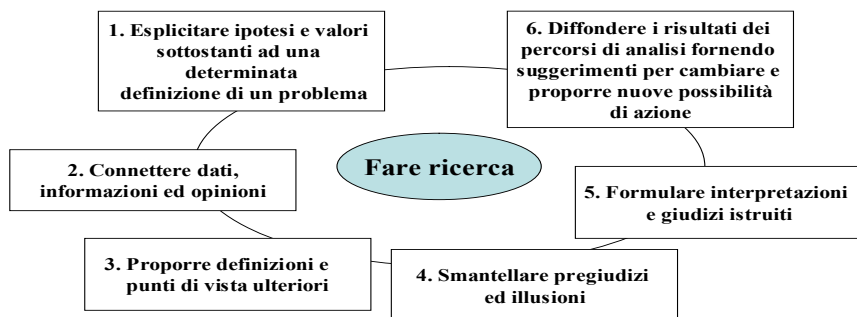 1. Esplicitare ipotesi e valori
sottostanti ad una
determinata
definizione di un problema
6. Diffondere i risultati dei
percorsi di analisi fornendo
suggerimenti per cambiare e
proporre nuove possibilità
di azione
2. Connettere dati,
informazioni ed opinioni
Fare ricerca
5. Formulare interpretazioni
e giudizi istruiti
3. Proporre definizioni e
punti di vista ulteriori
4. Smantellare pregiudizi
ed illusioni